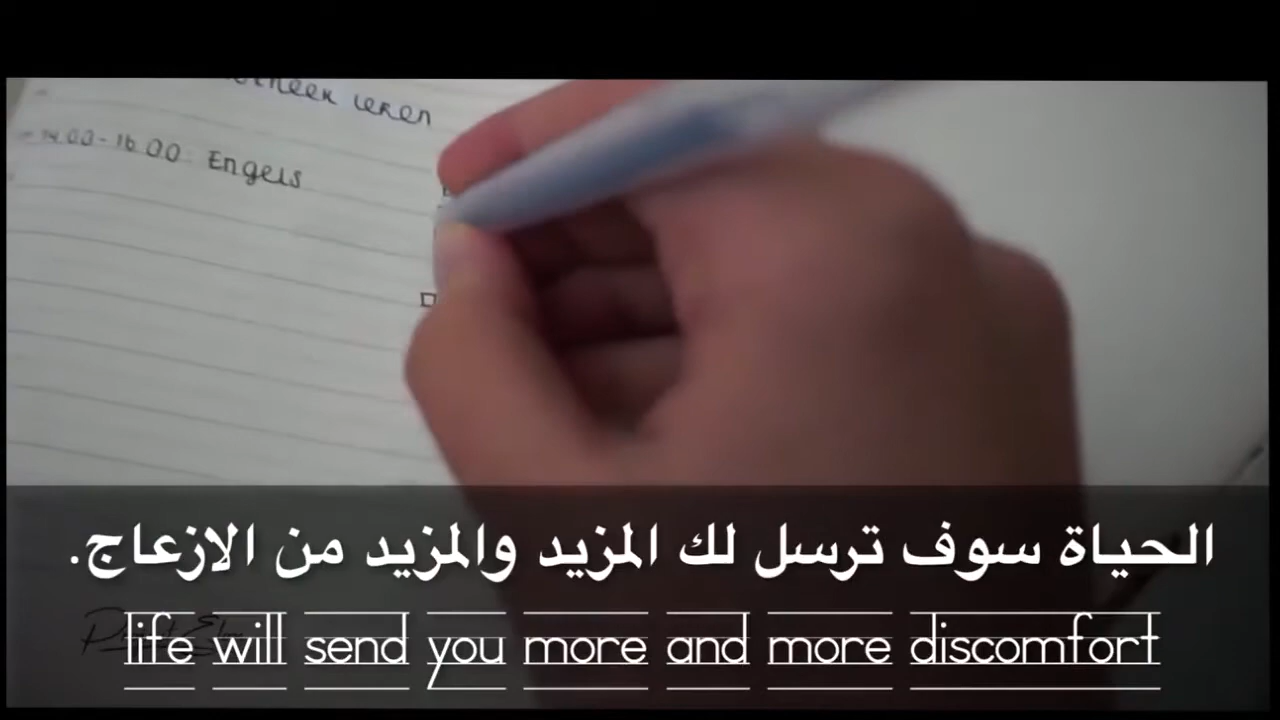 leren
14.00-16.00: Engels
الحياة سوف ترسل لك المزيد والمزيد من الازعاج.
life will send you more and more discomfort